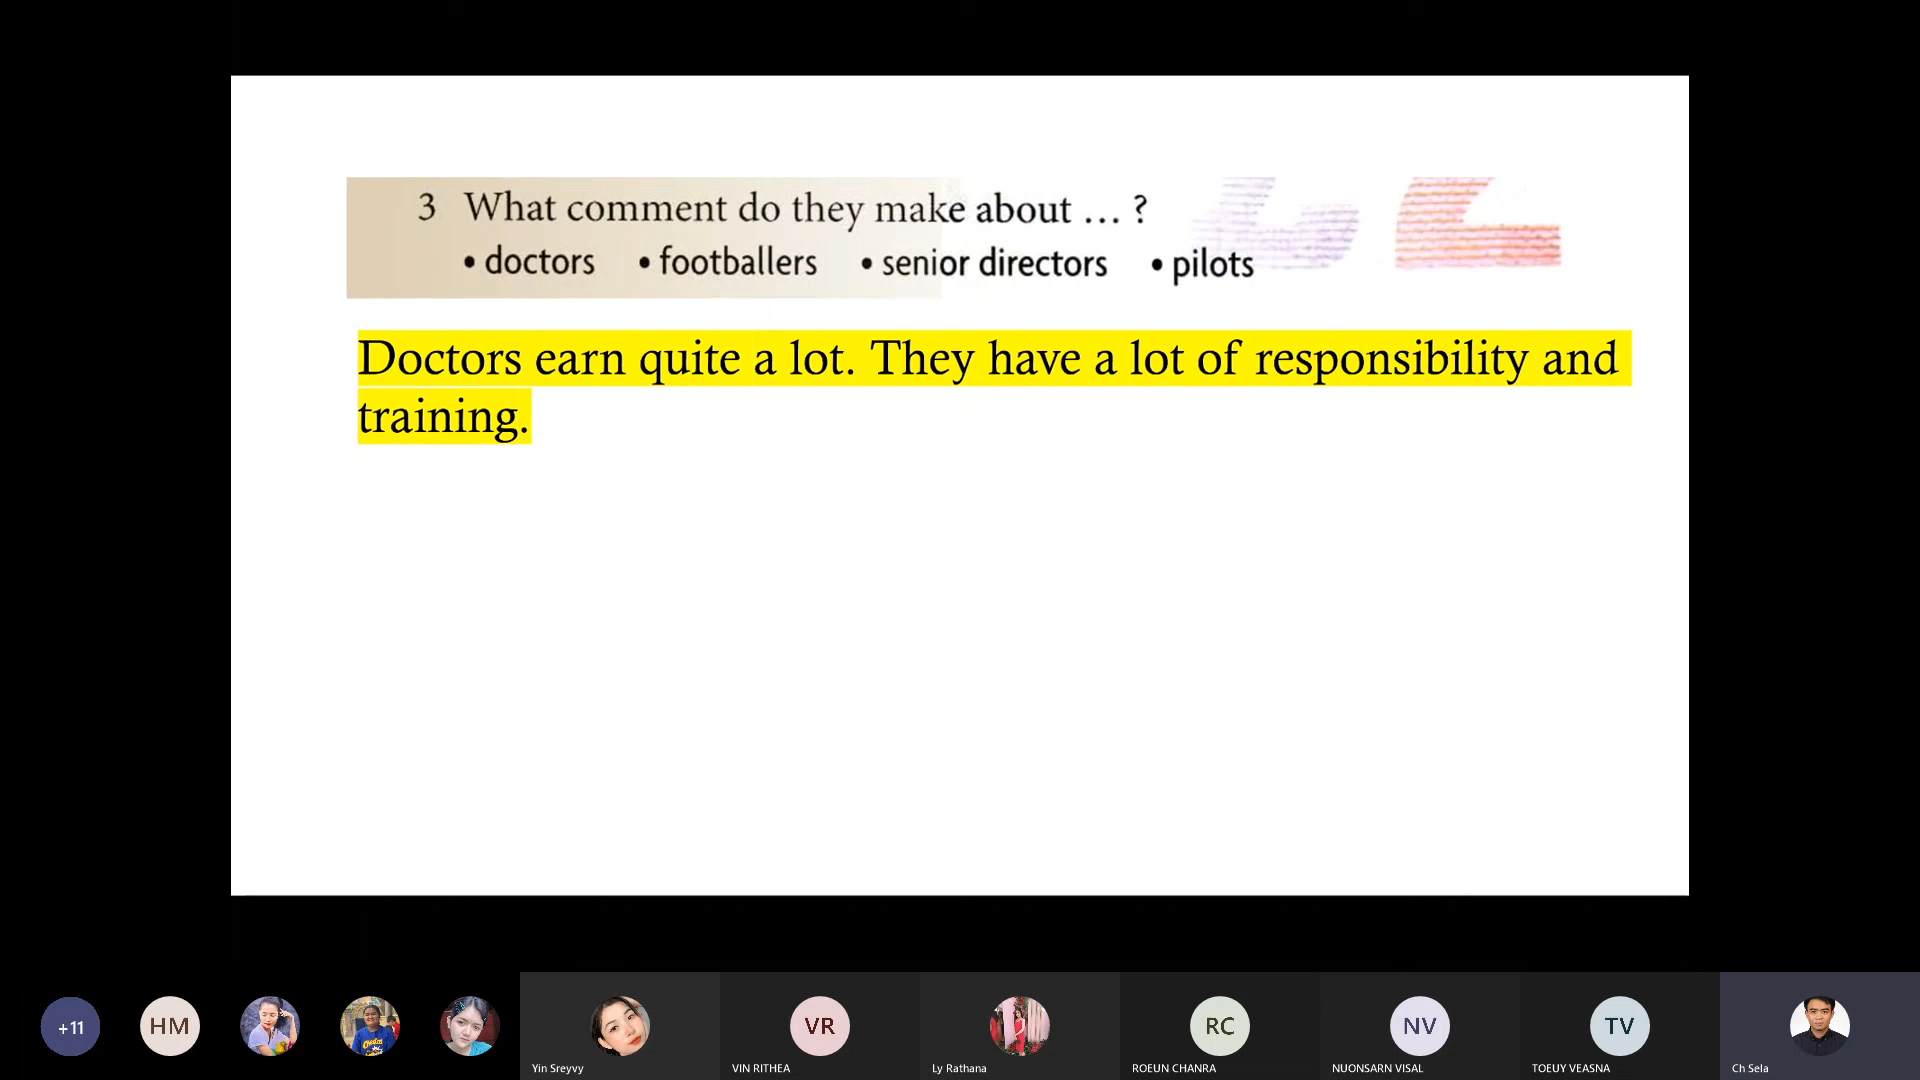 3 What comment do they make about … ?
• doctors • footballers • senior directors • pilots
Doctors earn quite a lot. They have a lot of responsibility and
training.
+11
HM
VR
RC
NV
TV
Yin Sreyvy
VIN RITHEA
Ly Rathana
ROEUN CHANRA
NUONSARN VISAL
TOEUY VEASNA
Ch Sela